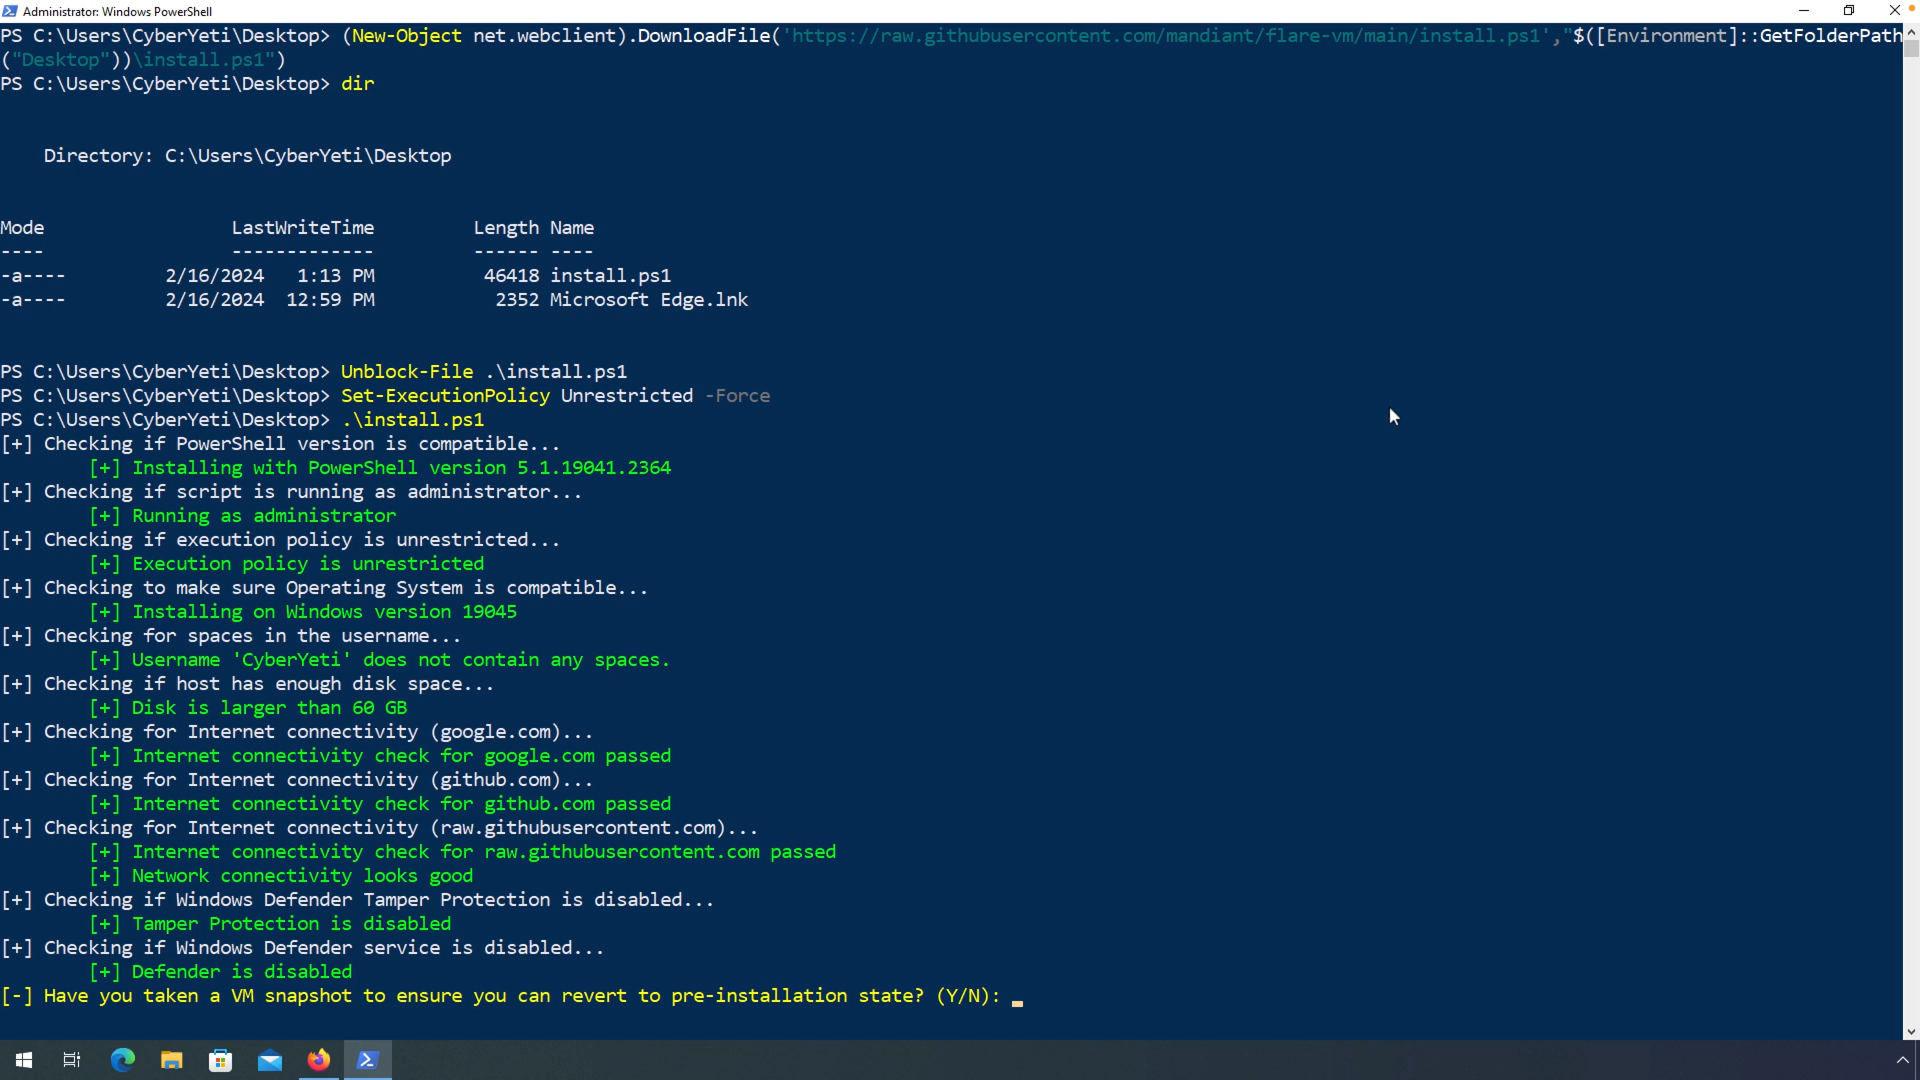 Administrator: Windows PowerShell
PS C:\Users\CyberYeti\Desktop> (New-Object net.webclient).DownloadFile('https://raw.githubusercontent.com/mandiant/flare-vm/main/install.ps1',"$([Environment]::GetFolderPath
("Desktop"))\install.ps1")
PS C:\Users\CyberYeti\Desktop> dir
Directory: C:\Users\CyberYeti\Desktop
Mode LastWriteTime Length Name
---- ------------- ------ ----
-a---- 2/16/2024 1:13 PM 46418 install.ps1
-a---- 2/16/2024 12:59 PM 2352 Microsoft Edge.lnk
PS C:\Users\CyberYeti\Desktop> Unblock-File .\install.ps1
PS C:\Users\CyberYeti\Desktop> Set-ExecutionPolicy Unrestricted -Force
PS C:\Users\CyberYeti\Desktop> .\install.ps1
[+] Checking if PowerShell version is compatible...
[+] Installing with PowerShell version 5.1.19041.2364
[+] Checking if script is running as administrator...
[+] Running as administrator
[+] Checking if execution policy is unrestricted...
[+] Execution policy is unrestricted
[+] Checking to make sure Operating System is compatible...
[+] Installing on Windows version 19045
[+] Checking for spaces in the username...
[+] Username 'CyberYeti' does not contain any spaces.
[+] Checking if host has enough disk space...
[+] Disk is larger than 60 GB
[+] Checking for Internet connectivity (google.com)...
[+] Internet connectivity check for google.com passed
[+] Checking for Internet connectivity (github.com)...
[+] Internet connectivity check for github.com passed
[+] Checking for Internet connectivity (raw.githubusercontent.com)...
[+] Internet connectivity check for raw.githubusercontent.com passed
[+] Network connectivity looks good
[+] Checking if Windows Defender Tamper Protection is disabled...
[+] Tamper Protection is disabled
[+] Checking if Windows Defender service is disabled...
[+] Defender is disabled
[-] Have you taken a VM snapshot to ensure you can revert to pre-installation state? (Y/N):